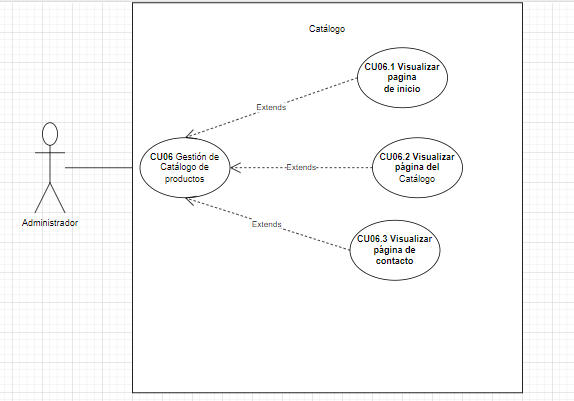 Catálogo
CU06.1 Visualizar
pagina
de inicio
Extends
CU06 Gestión de
Catálogo de
productos
Extends
CU06.2 Visualizar
página del
Catálogo
Administrador
Extends
CU06.3 Visualizar
página de
contacto